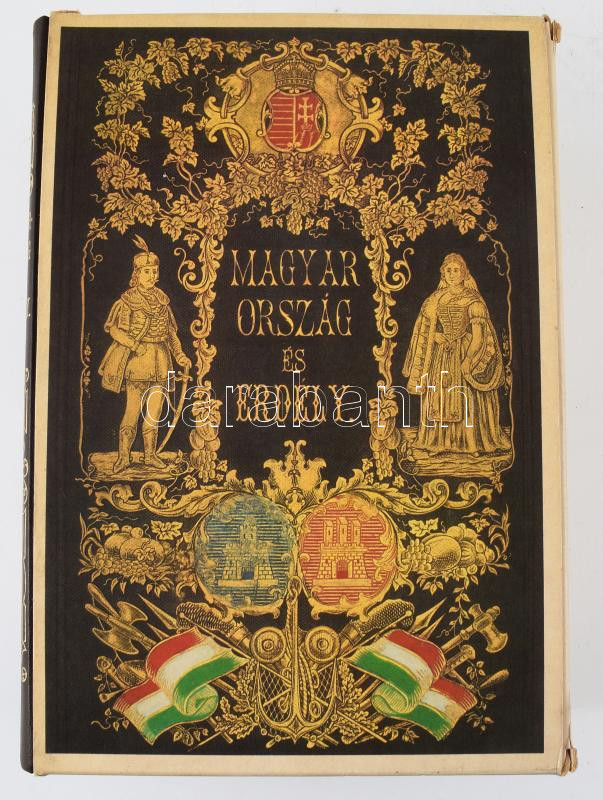 MAGYAR
ORSZÁG
ÉS
ERDÉLY
darabanth